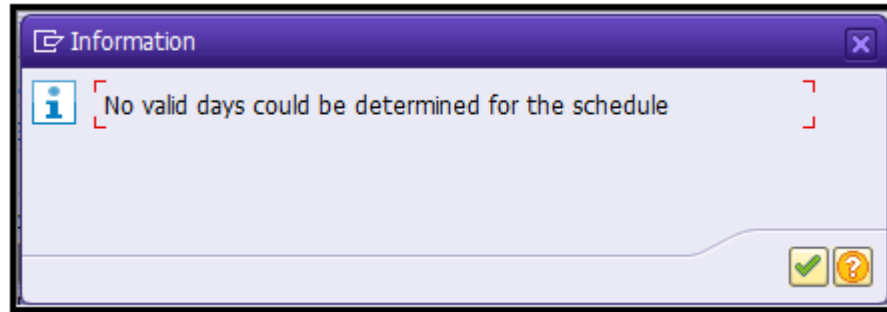 Information
No valid days could be determined for the schedule